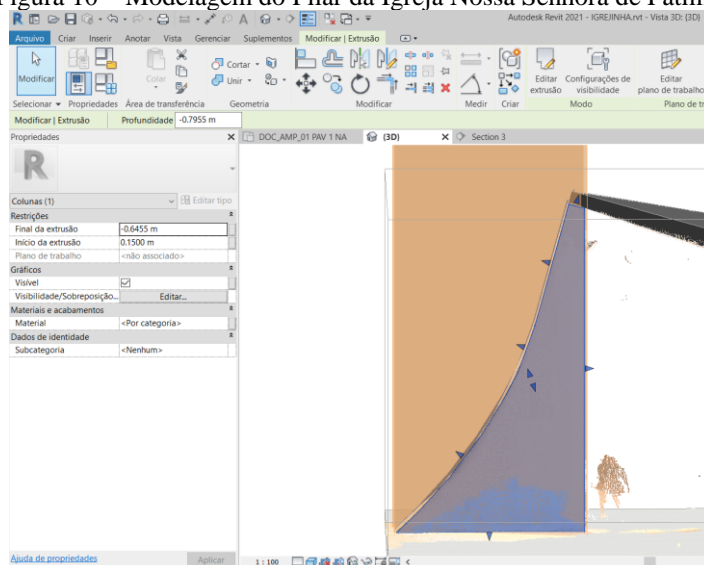 Figura 10 – Modelagem do Pilar da Igreja Nossa Senhora de Fátim
Autodesk Revit 2021 - IGREJINHA.rvt - Vista 3D: {3D}
Arquivo Criar Inserir Anotar Vista Gerenciar Suplementos Modificar | Extrusão
Modificar
Colar
Cortar
Unir
Editar extrusão
Configurações de visibilidade
Editar plano de trabalho
Selecionar Propriedades Área de transferência Geometria Modificar Medir Criar Modo Plano de tr
Modificar | Extrusão Profundidade -0.7955 m
Propriedades
DOC_AMP_01 PAV 1 NA {3D} Section 3
R
Colunas (1) Editar tipo
Restrições
Final da extrusão -0.6455 m
Início da extrusão 0.1500 m
Plano de trabalho <não associado>
Gráficos
Visível
Visibilidade/Sobreposição... Editar...
Materiais e acabamentos
Material <Por categoria>
Dados de identidade
Subcategoria <Nenhum>
Ajuda de propriedades Aplicar
1 : 100